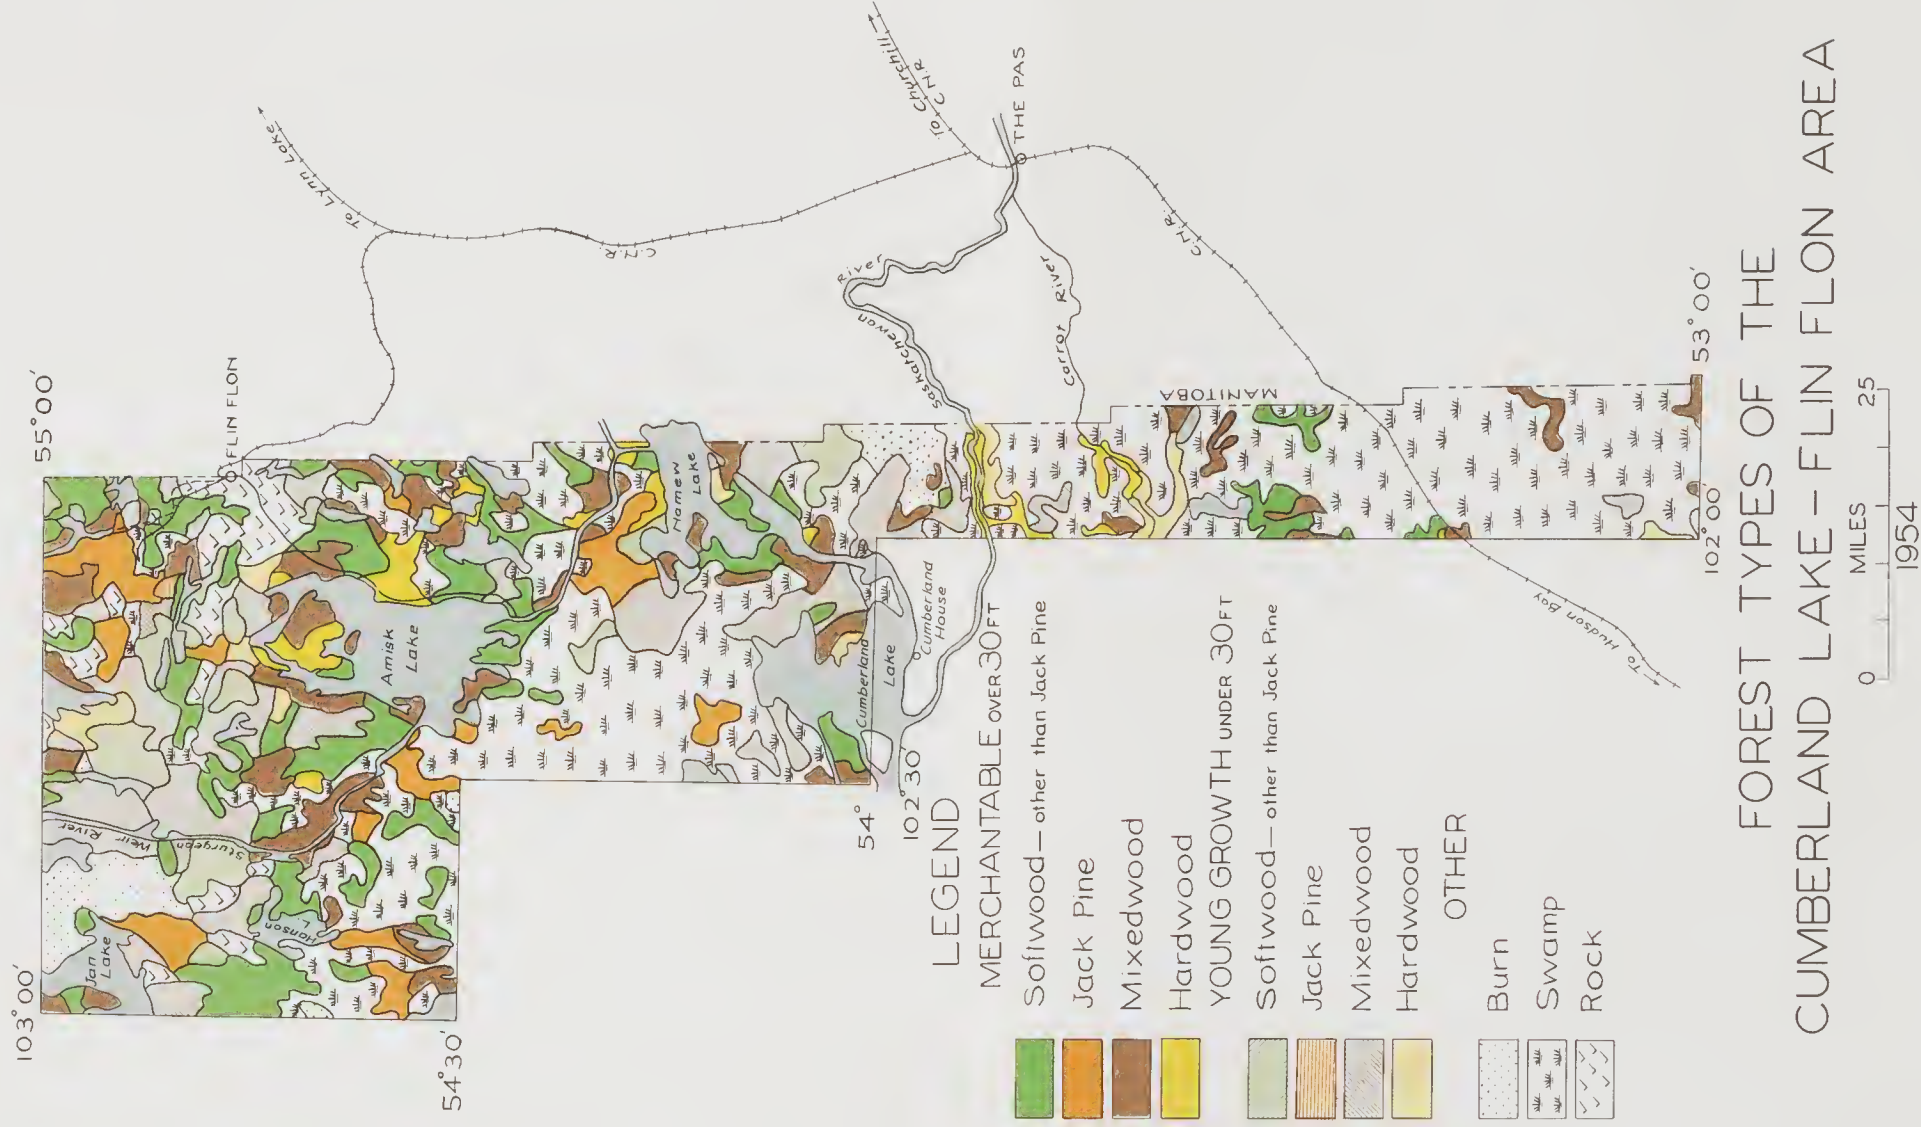 103°00'
55°00'
54°30'
FLIN FLON
To Lynn Lake
C.N.R.
To Churchill
C.N.R.
THE PAS
C.N.R.
To Hudson Bay
Jan
Lake
Hanson
L.
Sturgeon
Weir
River
Amisk
Lake
Namew
Lake
Cumberland
Lake
Cumberland
House
Saskatchewan
River
Carrot River
MANITOBA
54°
102°30'
102°00'
53°00'
LEGEND
MERCHANTABLE OVER 30FT
Softwood—other than Jack Pine
Jack Pine
Mixedwood
Hardwood
YOUNG GROWTH UNDER 30FT
Softwood—other than Jack Pine
Jack Pine
Mixedwood
Hardwood
OTHER
Burn
Swamp
Rock
FOREST TYPES OF THE
CUMBERLAND LAKE – FLIN FLON AREA
MILES
0 25
1954